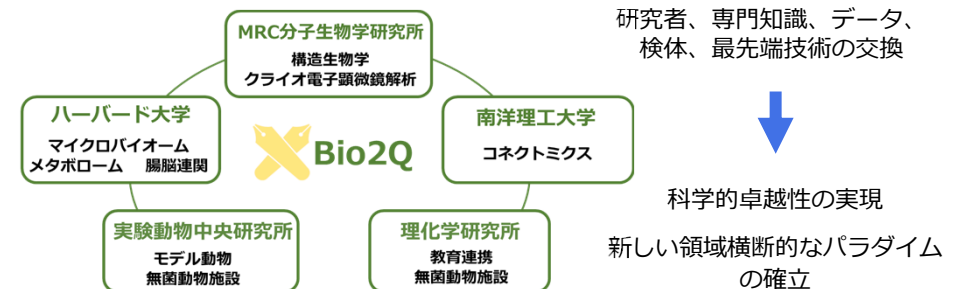 MRC分子生物学研究所
構造生物学
クライオ電子顕微鏡解析
ハーバード大学
マイクロバイオーム
メタボローム 腸脳連関
Bio2Q
南洋理工大学
コネクトミクス
実験動物中央研究所
モデル動物
無菌動物施設
理化学研究所
教育連携
無菌動物施設
研究者、専門知識、データ、
検体、最先端技術の交換
科学的卓越性の実現
新しい領域横断的なパラダイム
の確立